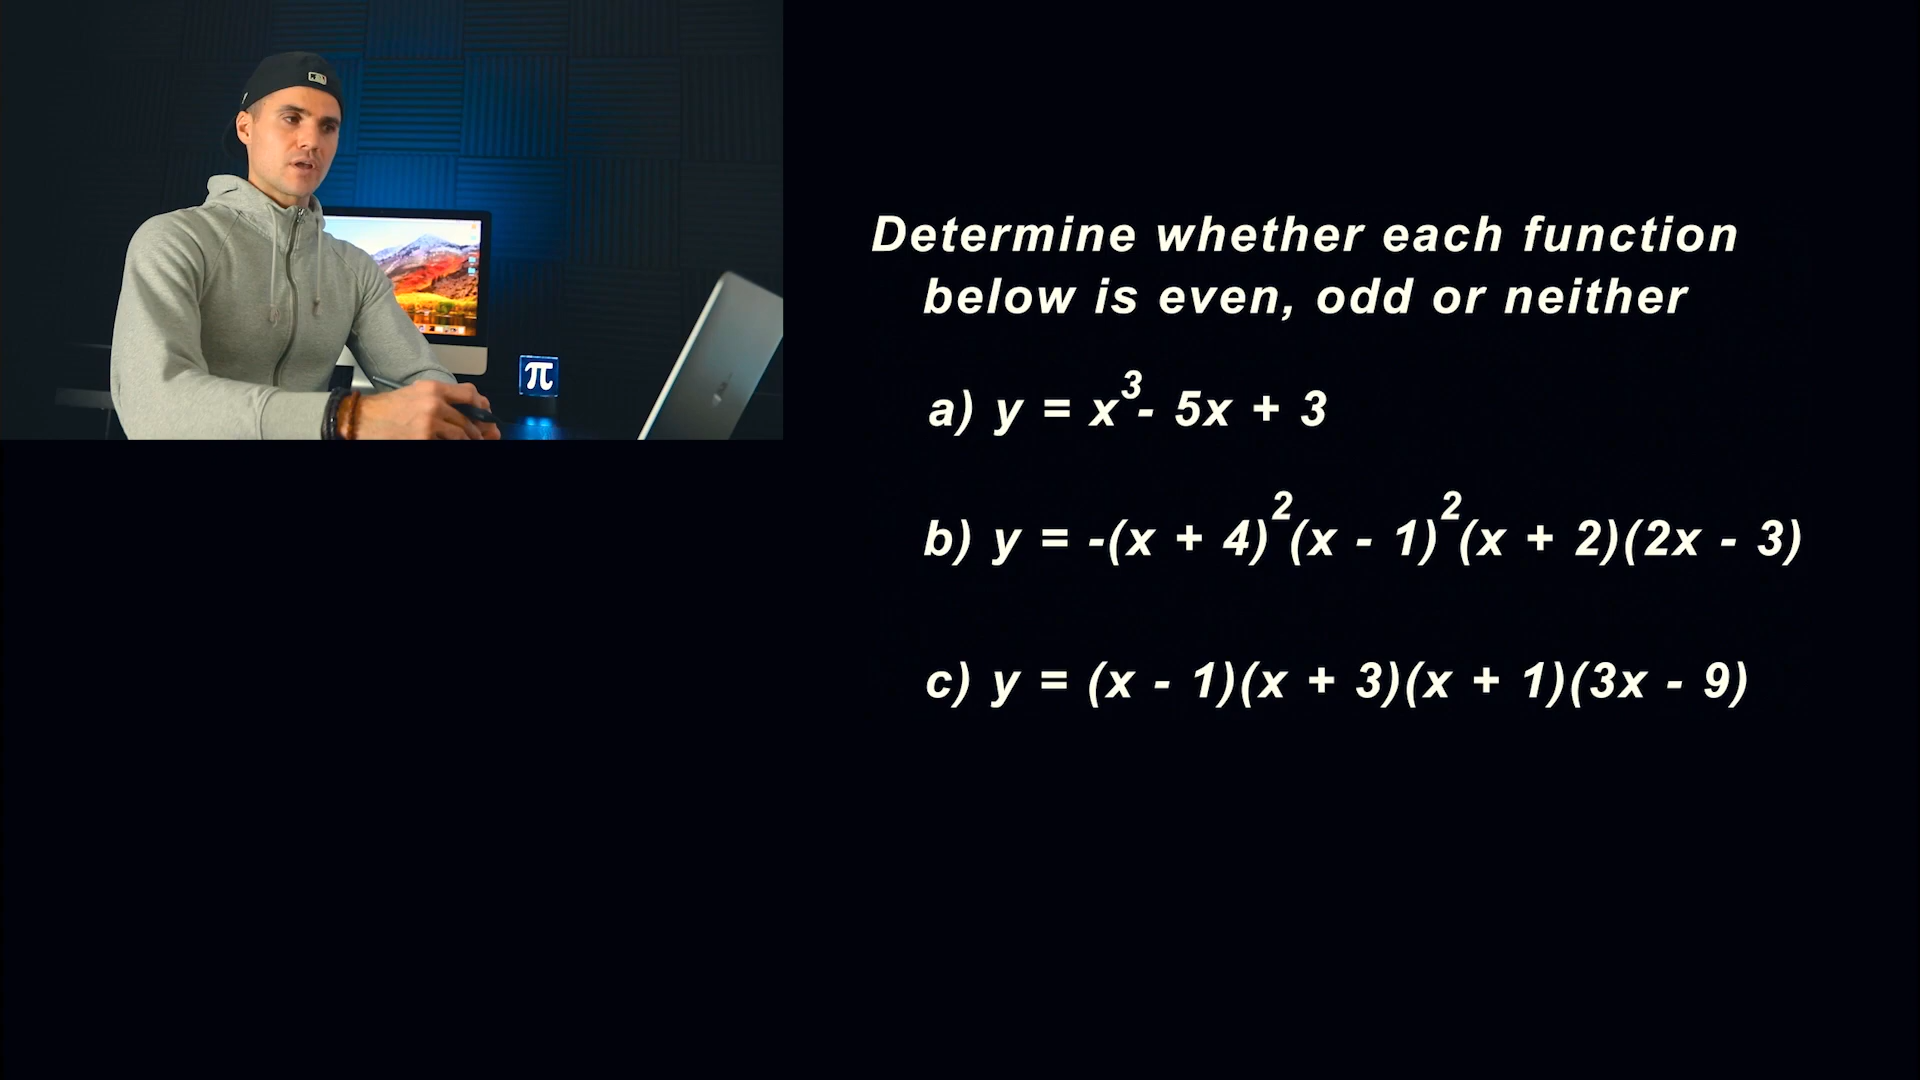 π
Determine whether each function
below is even, odd or neither
a) y = x³ - 5x + 3
b) y = -(x + 4)²(x - 1)²(x + 2)(2x - 3)
c) y = (x - 1)(x + 3)(x + 1)(3x - 9)